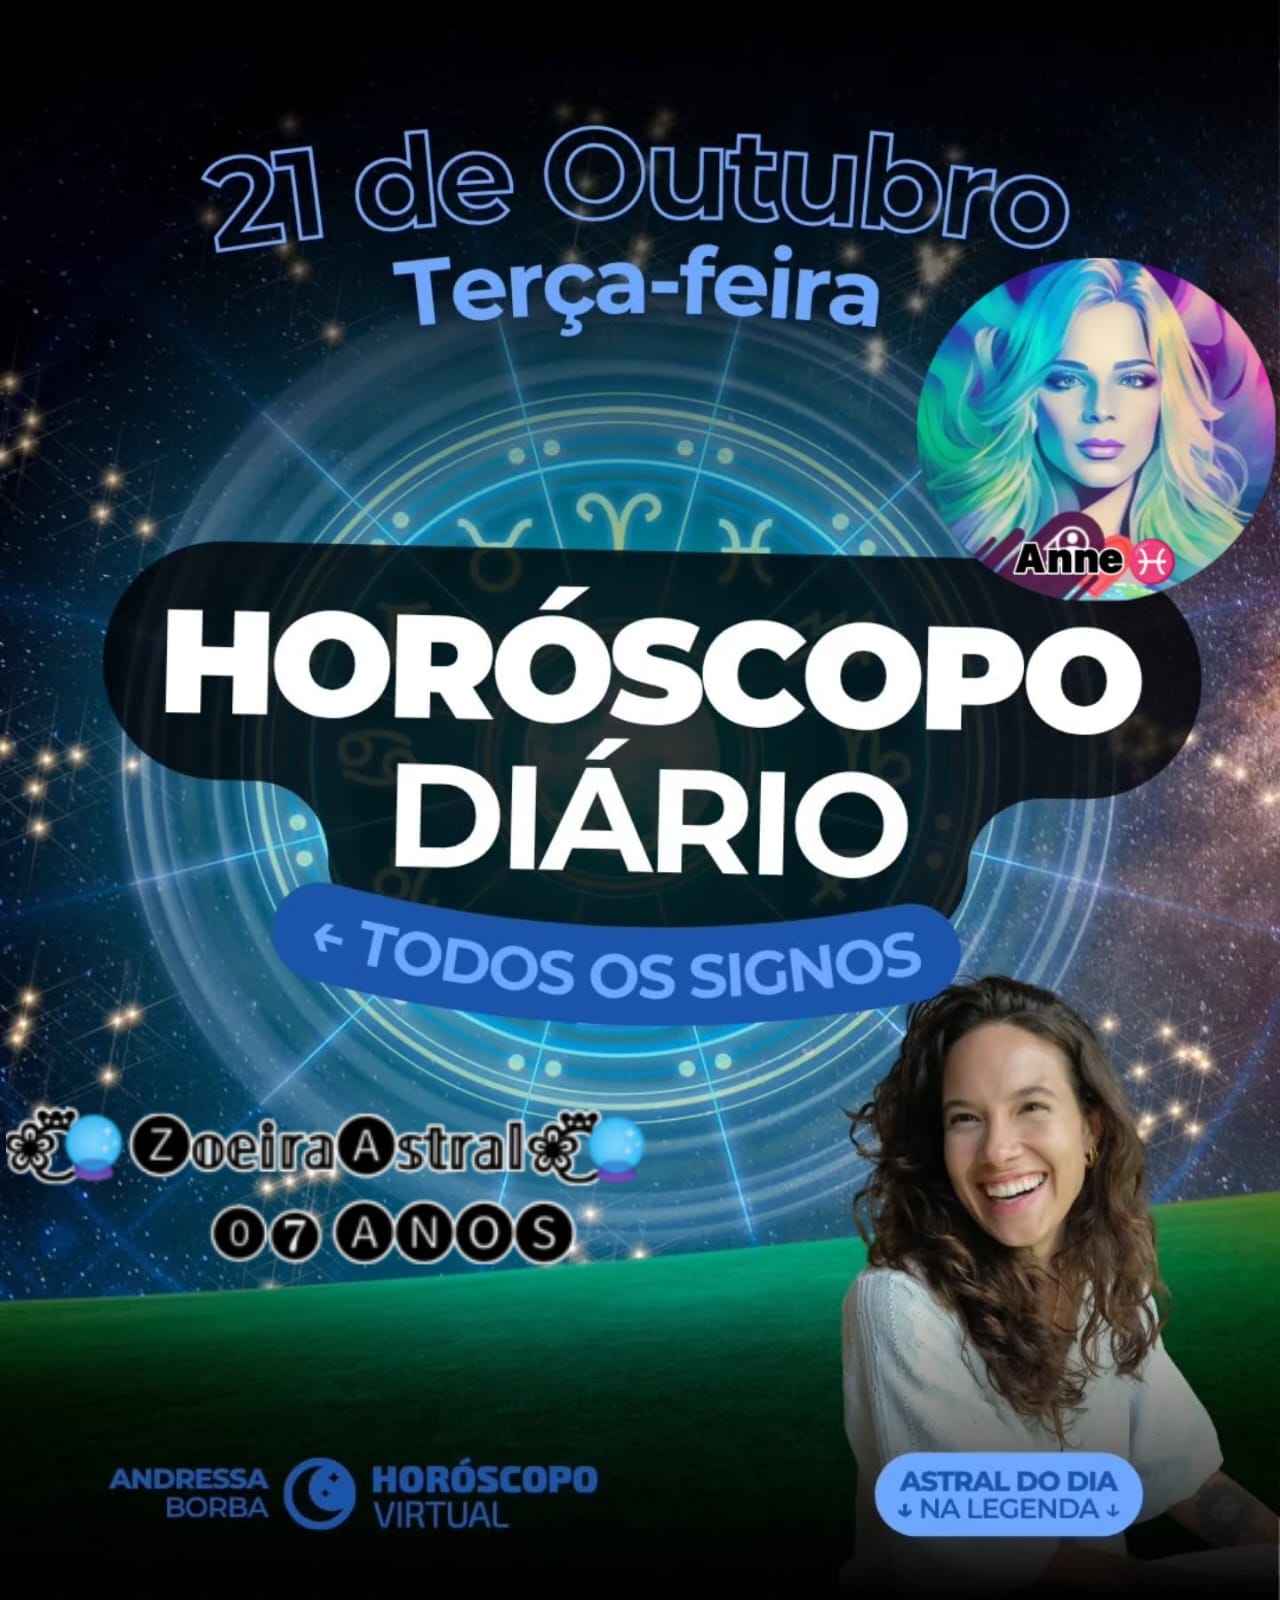 21 de Outubro
Terça-feira
Anne ♓
HORÓSCOPO
DIÁRIO
← TODOS OS SIGNOS
ZoeiraAstral
07 ANOS
ANDRESSA
BORBA
HORÓSCOPO
VIRTUAL
ASTRAL DO DIA
↓ NA LEGENDA ↓